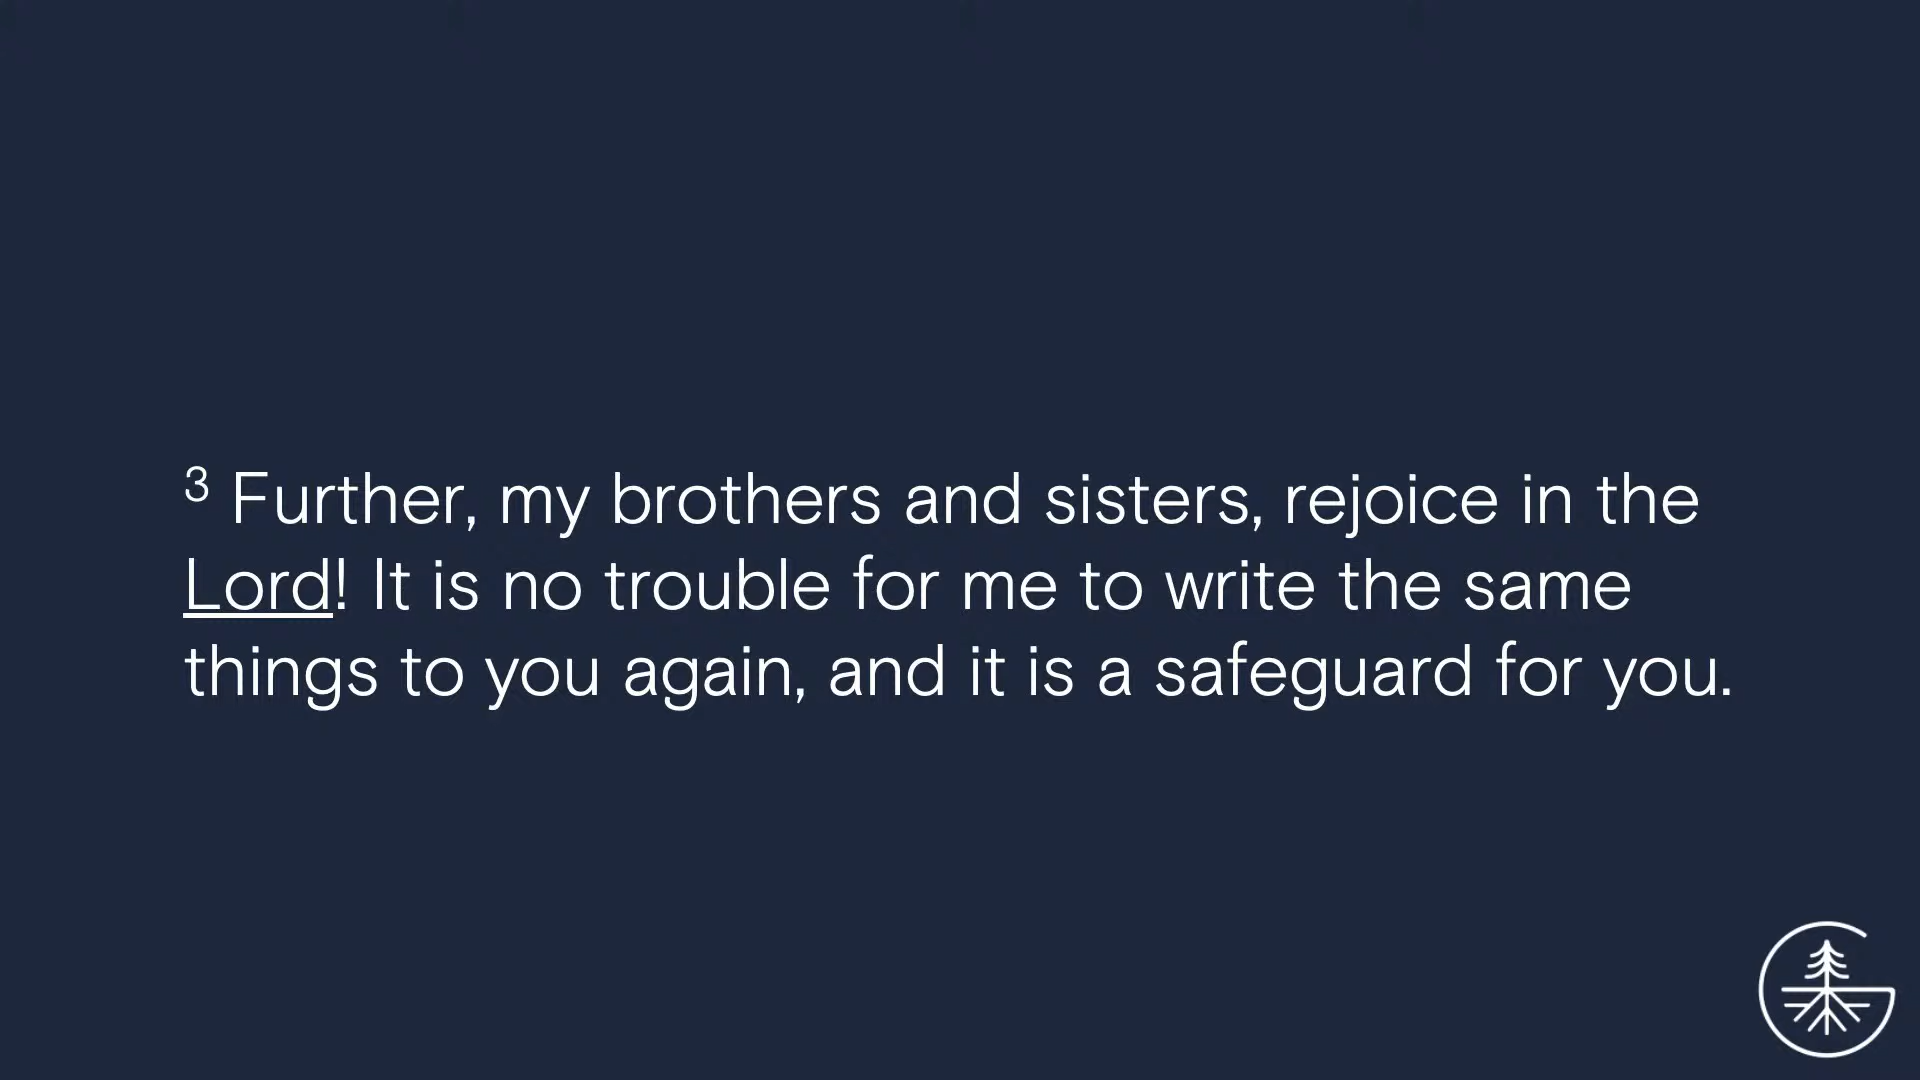 3 Further, my brothers and sisters, rejoice in the
Lord! It is no trouble for me to write the same
things to you again, and it is a safeguard for you.